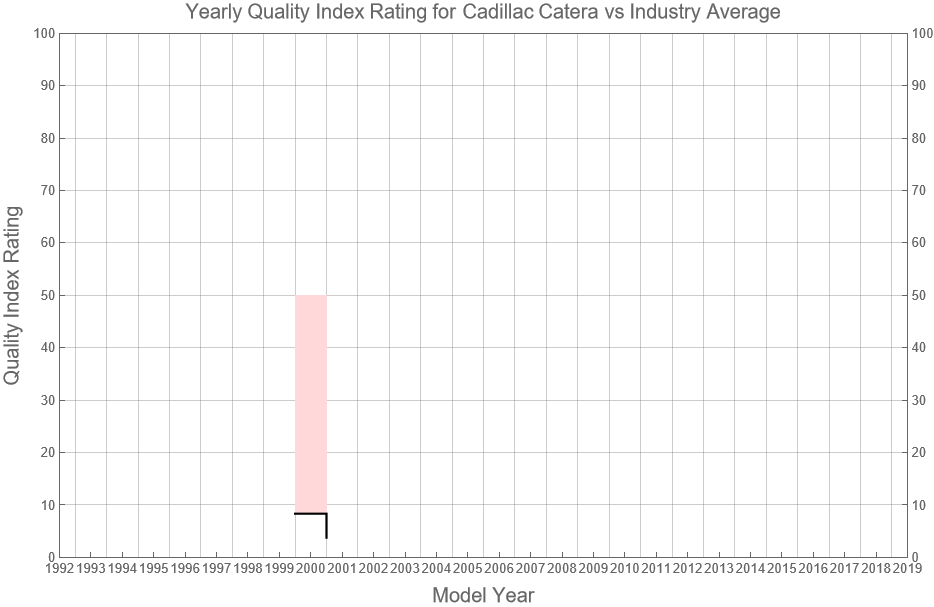 Yearly Quality Index Rating for Cadillac Catera vs Industry Average
100 100
90 90
80 80
70 70
60 60
50 50
40 40
30 30
20 20
10 10
0 0
Quality Index Rating
1992 1993 1994 1995 1996 1997 1998 1999 2000 2001 2002 2003 2004 2005 2006 2007 2008 2009 2010 2011 2012 2013 2014 2015 2016 2017 2018 2019
Model Year